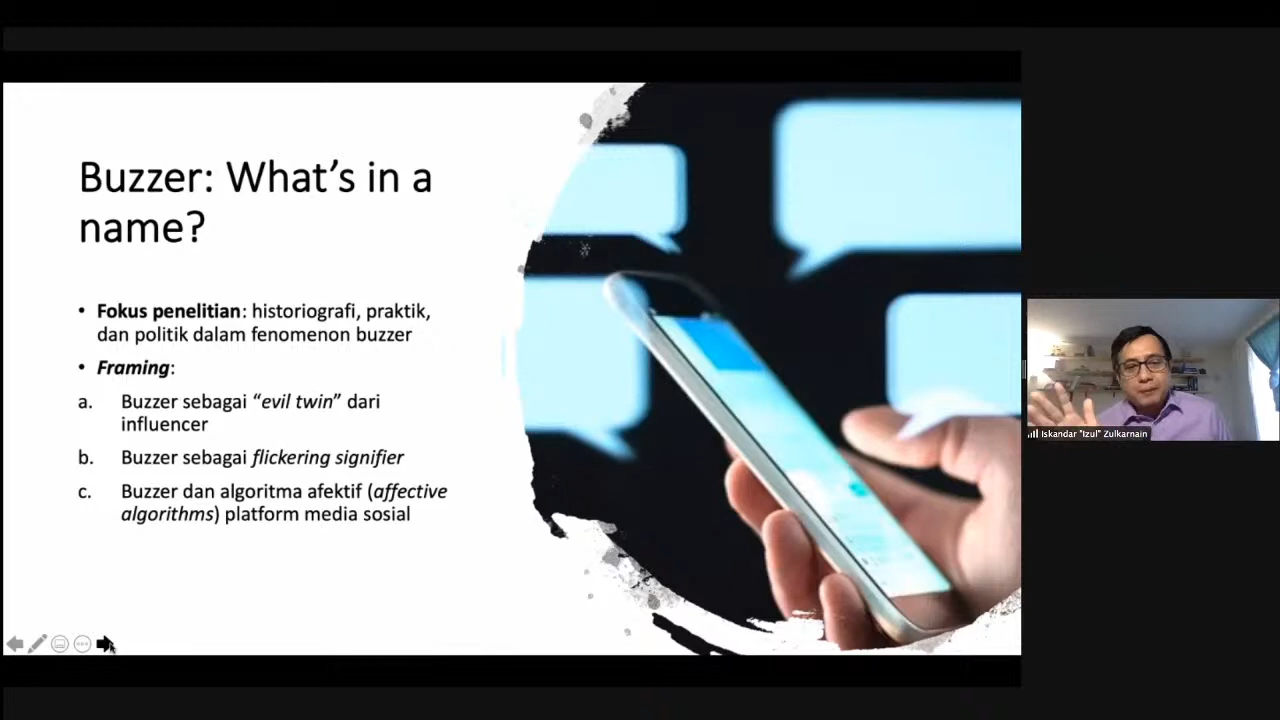 Buzzer: What's in a
name?
• Fokus penelitian: historiografi, praktik,
dan politik dalam fenomenon buzzer
• Framing:
a. Buzzer sebagai “evil twin” dari
influencer
b. Buzzer sebagai flickering signifier
c. Buzzer dan algoritma afektif (affective
algorithms) platform media sosial
Iskandar "Izul" Zulkarnain